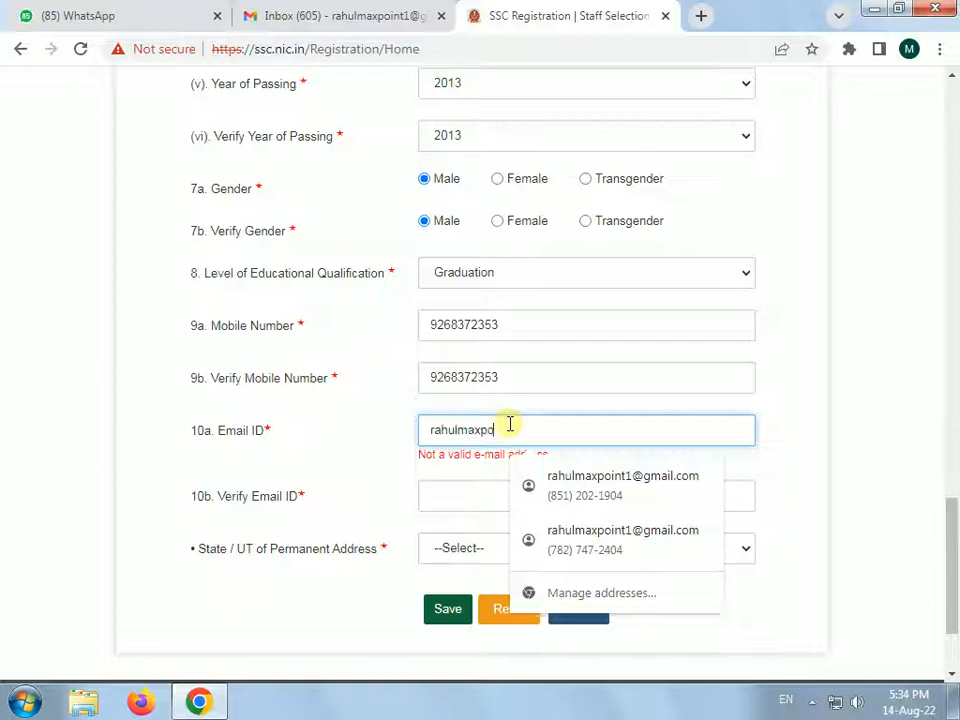 (85) WhatsApp
Inbox (605) - rahulmaxpoint1@g
SSC Registration | Staff Selection
Not secure https://ssc.nic.in/Registration/Home
M
(v). Year of Passing * 2013
(vi). Verify Year of Passing * 2013
7a. Gender * Male Female Transgender
7b. Verify Gender * Male Female Transgender
8. Level of Educational Qualification * Graduation
9a. Mobile Number * 9268372353
9b. Verify Mobile Number * 9268372353
10a. Email ID* rahulmaxpo
Not a valid e-mail address
rahulmaxpoint1@gmail.com
(851) 202-1904
10b. Verify Email ID*
rahulmaxpoint1@gmail.com
(782) 747-2404
• State / UT of Permanent Address * --Select--
Manage addresses...
Save Re
EN
5:34 PM
14-Aug-22